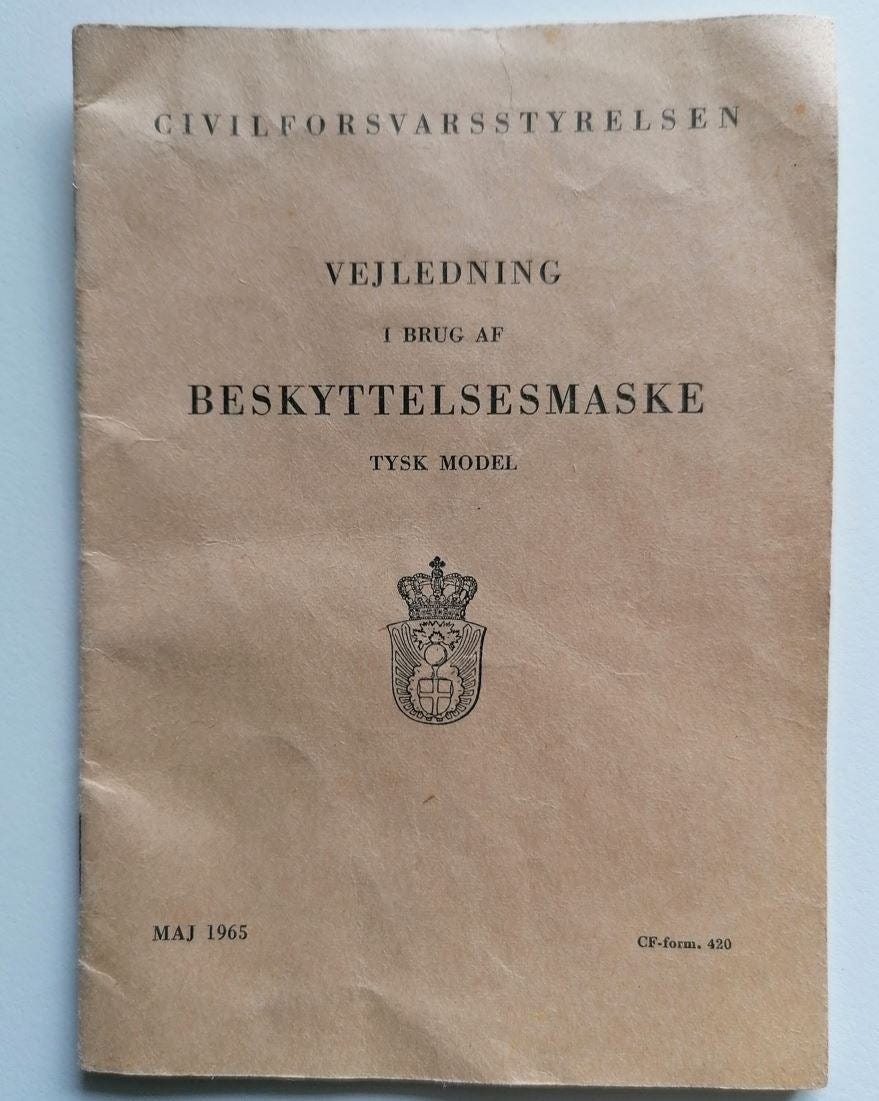 CIVILFORSVARSSTYRELSEN
VEJLEDNING
I BRUG AF
BESKYTTELSESMASKE
TYSK MODEL
MAJ 1965
CF-form. 420